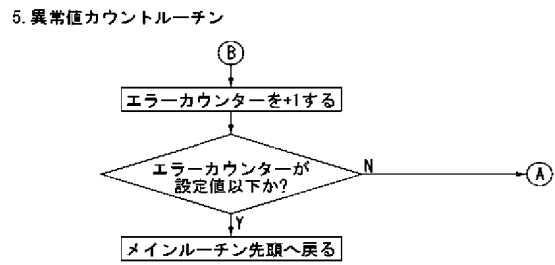 5. 異常値カウントルーチン
B
エラーカウンターを+1する
エラーカウンターが
設定値以下か?
N
A
Y
メインルーチン先頭へ戻る